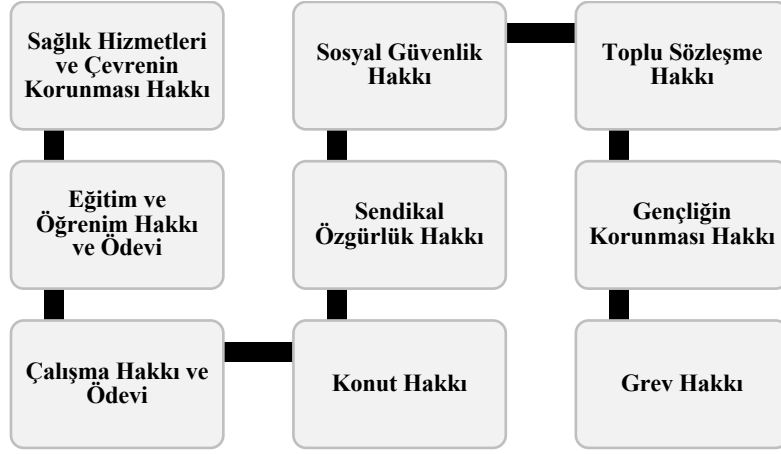 Sağlık Hizmetleri
ve Çevrenin
Korunması Hakkı
Eğitim ve
Öğrenim Hakkı
ve Ödevi
Çalışma Hakkı ve
Ödevi
Konut Hakkı
Sendikal
Özgürlük Hakkı
Sosyal Güvenlik
Hakkı
Toplu Sözleşme
Hakkı
Gençliğin
Korunması Hakkı
Grev Hakkı